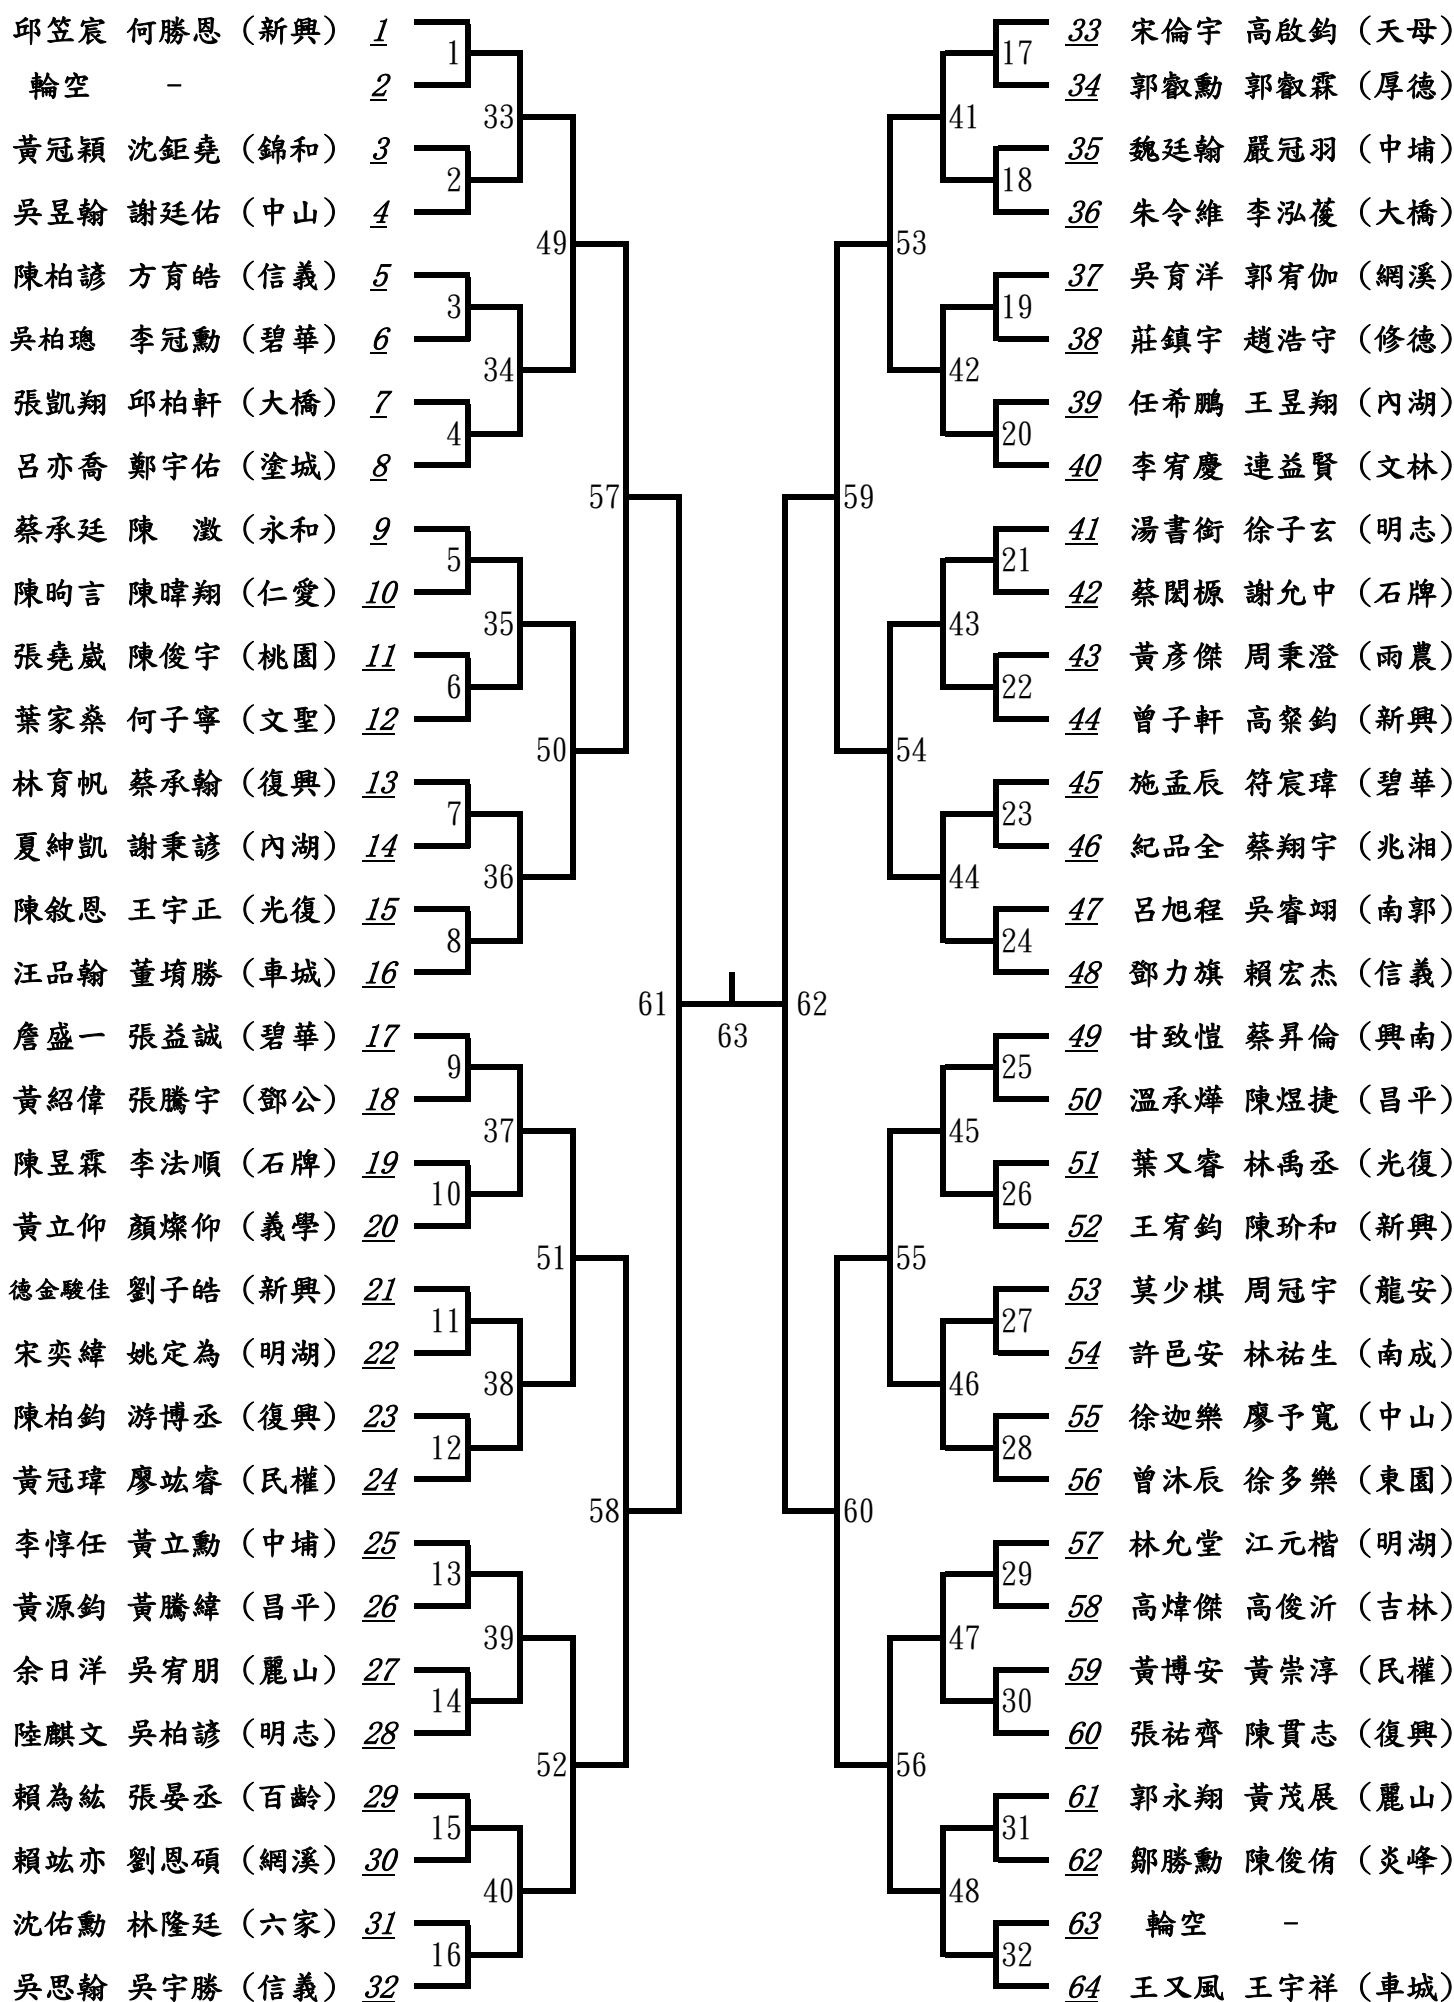 邱笠宸 何勝恩 (新興) 1
輪空 - 2
黃冠穎 沈鉅堯 (錦和) 3
吳昱翰 謝廷佑 (中山) 4
陳柏諺 方育皓 (信義) 5
吳柏璁 李冠勳 (碧華) 6
張凱翔 邱柏軒 (大橋) 7
呂亦喬 鄭宇佑 (塗城) 8
蔡承廷 陳 澂 (永和) 9
陳昫言 陳暐翔 (仁愛) 10
張堯崴 陳俊宇 (桃園) 11
葉家燊 何子寧 (文聖) 12
林育帆 蔡承翰 (復興) 13
夏紳凱 謝秉諺 (內湖) 14
陳敘恩 王宇正 (光復) 15
汪品翰 董堉勝 (車城) 16
詹盛一 張益誠 (碧華) 17
黃紹偉 張騰宇 (鄧公) 18
陳昱霖 李法順 (石牌) 19
黃立仰 顏燦仰 (義學) 20
德金駿佳 劉子皓 (新興) 21
宋奕緯 姚定為 (明湖) 22
陳柏鈞 游博丞 (復興) 23
黃冠瑋 廖竑睿 (民權) 24
李惇任 黃立勳 (中埔) 25
黃源鈞 黃騰緯 (昌平) 26
余日洋 吳宥朋 (麗山) 27
陸麒文 吳柏諺 (明志) 28
賴為紘 張晏丞 (百齡) 29
賴竑亦 劉恩碩 (網溪) 30
沈佑勳 林隆廷 (六家) 31
吳思翰 吳宇勝 (信義) 32
1
2
3
4
5
6
7
8
9
10
11
12
13
14
15
16
33
34
35
36
37
38
39
40
49
50
51
52
57
58
61
63
62
59
60
53
54
55
56
41
42
43
44
45
46
47
48
17
18
19
20
21
22
23
24
25
26
27
28
29
30
31
32
33 宋倫宇 高啟鈞 (天母)
34 郭叡勳 郭叡霖 (厚德)
35 魏廷翰 嚴冠羽 (中埔)
36 朱令維 李泓葰 (大橋)
37 吳育洋 郭宥伽 (網溪)
38 莊鎮宇 趙浩守 (修德)
39 任希鵬 王昱翔 (內湖)
40 李宥慶 連益賢 (文林)
41 湯書衙 徐子玄 (明志)
42 蔡閎榞 謝允中 (石牌)
43 黃彥傑 周秉澄 (雨農)
44 曾子軒 高粲鈞 (新興)
45 施孟辰 符宸瑋 (碧華)
46 紀品全 蔡翔宇 (兆湘)
47 呂旭程 吳睿翊 (南郭)
48 鄧力旗 賴宏杰 (信義)
49 甘致愷 蔡昇倫 (興南)
50 溫承燁 陳煜捷 (昌平)
51 葉又睿 林禹丞 (光復)
52 王宥鈞 陳玠和 (新興)
53 莫少棋 周冠宇 (龍安)
54 許邑安 林祐生 (南成)
55 徐迦樂 廖予寬 (中山)
56 曾沐辰 徐多樂 (東園)
57 林允堂 江元楷 (明湖)
58 高煒傑 高俊沂 (吉林)
59 黃博安 黃崇淳 (民權)
60 張祐齊 陳貫志 (復興)
61 郭永翔 黃茂展 (麗山)
62 鄒勝勳 陳俊侑 (炎峰)
63 輪空 -
64 王又風 王宇祥 (車城)